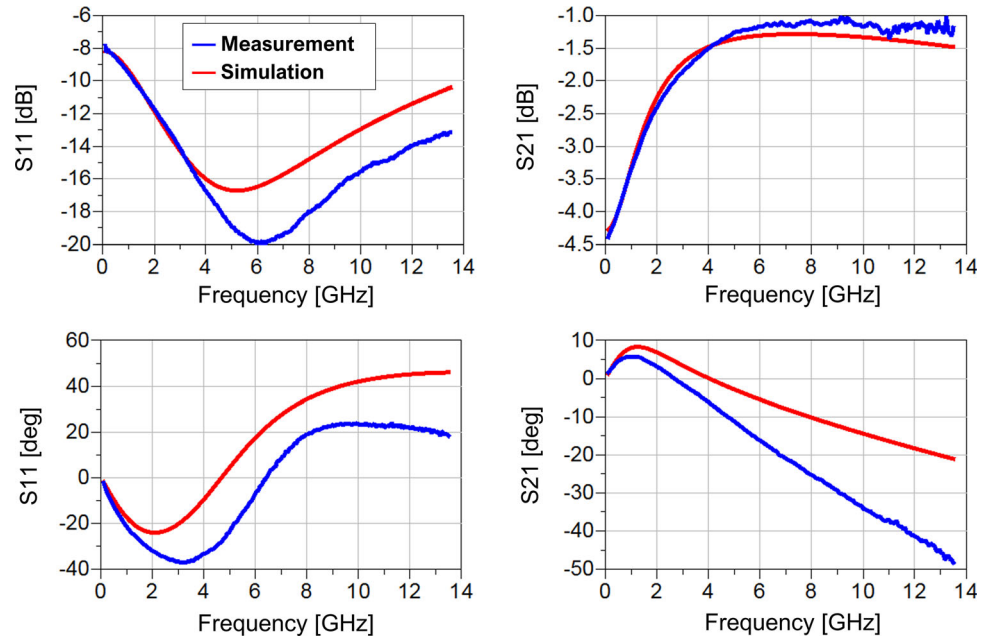 -6
-8
-10
-12
-14
-16
-18
-20
S11 [dB]
Measurement
Simulation
0 2 4 6 8 10 12 14
Frequency [GHz]
-1.0
-1.5
-2.0
-2.5
-3.0
-3.5
-4.0
-4.5
S21 [dB]
0 2 4 6 8 10 12 14
Frequency [GHz]
60
40
20
0
-20
-40
S11 [deg]
0 2 4 6 8 10 12 14
Frequency [GHz]
10
0
-10
-20
-30
-40
-50
S21 [deg]
0 2 4 6 8 10 12 14
Frequency [GHz]